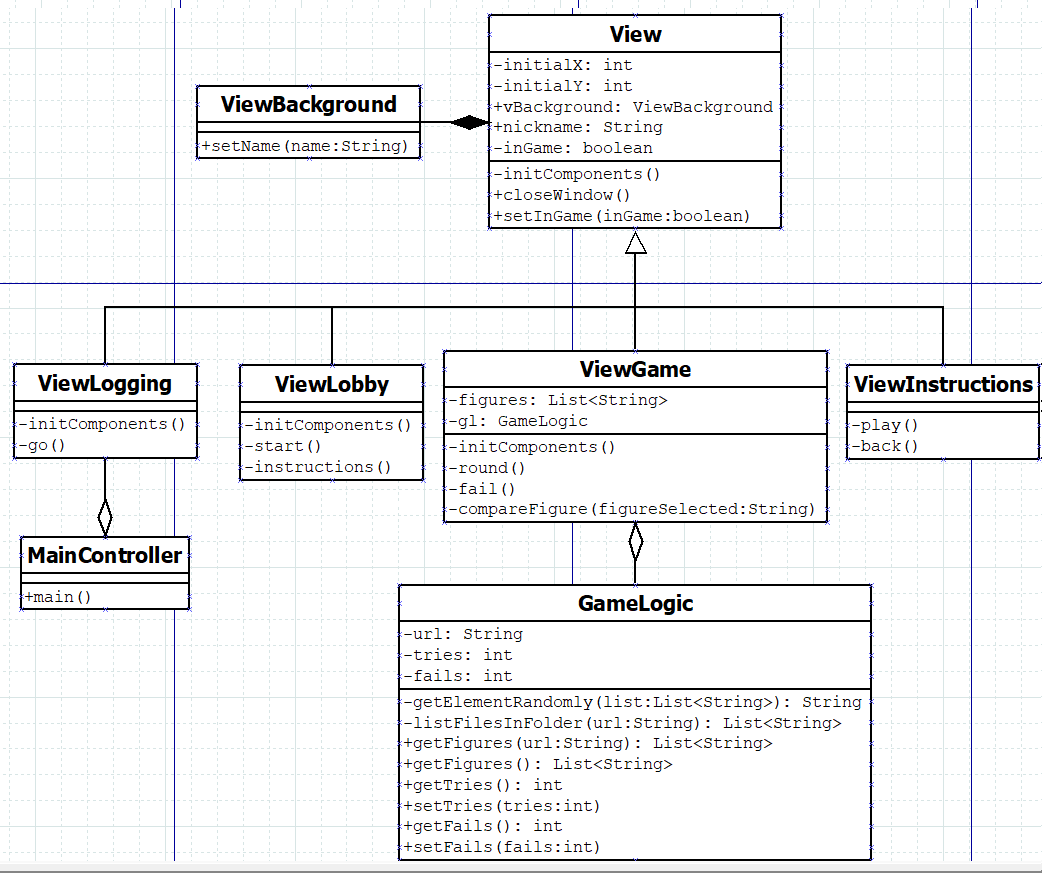 View
-initialX: int
-initialY: int
+vBackground: ViewBackground
+nickname: String
-inGame: boolean
-initComponents()
+closeWindow()
+setInGame(inGame:boolean)
ViewBackground
+setName(name:String)
ViewLogging
-initComponents()
-go()
ViewLobby
-initComponents()
-start()
-instructions()
ViewGame
-figures: List<String>
-gl: GameLogic
-initComponents()
-round()
-fail()
-compareFigure(figureSelected:String)
ViewInstructions
-play()
-back()
MainController
+main()
GameLogic
-url: String
-tries: int
-fails: int
-getElementRandomly(list:List<String>): String
-listFilesInFolder(url:String): List<String>
+getFigures(url:String): List<String>
+getFigures(): List<String>
+getTries(): int
+setTries(tries:int)
+getFails(): int
+setFails(fails:int)